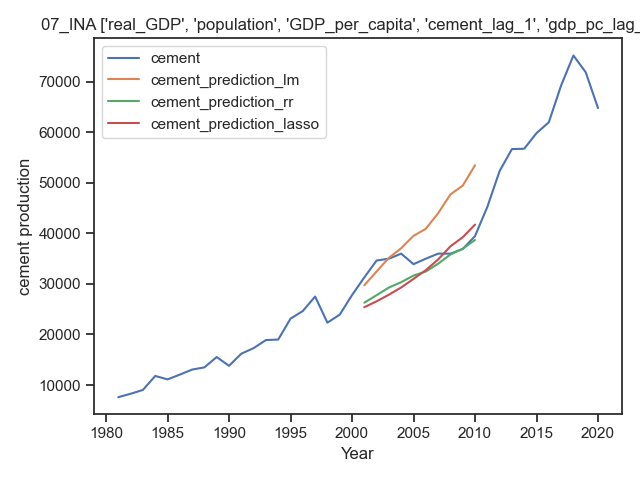 07_INA ['real_GDP', 'population', 'GDP_per_capita', 'cement_lag_1', 'gdp_pc_lag_
cement
cement_prediction_lm
cement_prediction_rr
cement_prediction_lasso
70000
60000
50000
40000
30000
20000
10000
cement production
1980 1985 1990 1995 2000 2005 2010 2015 2020
Year